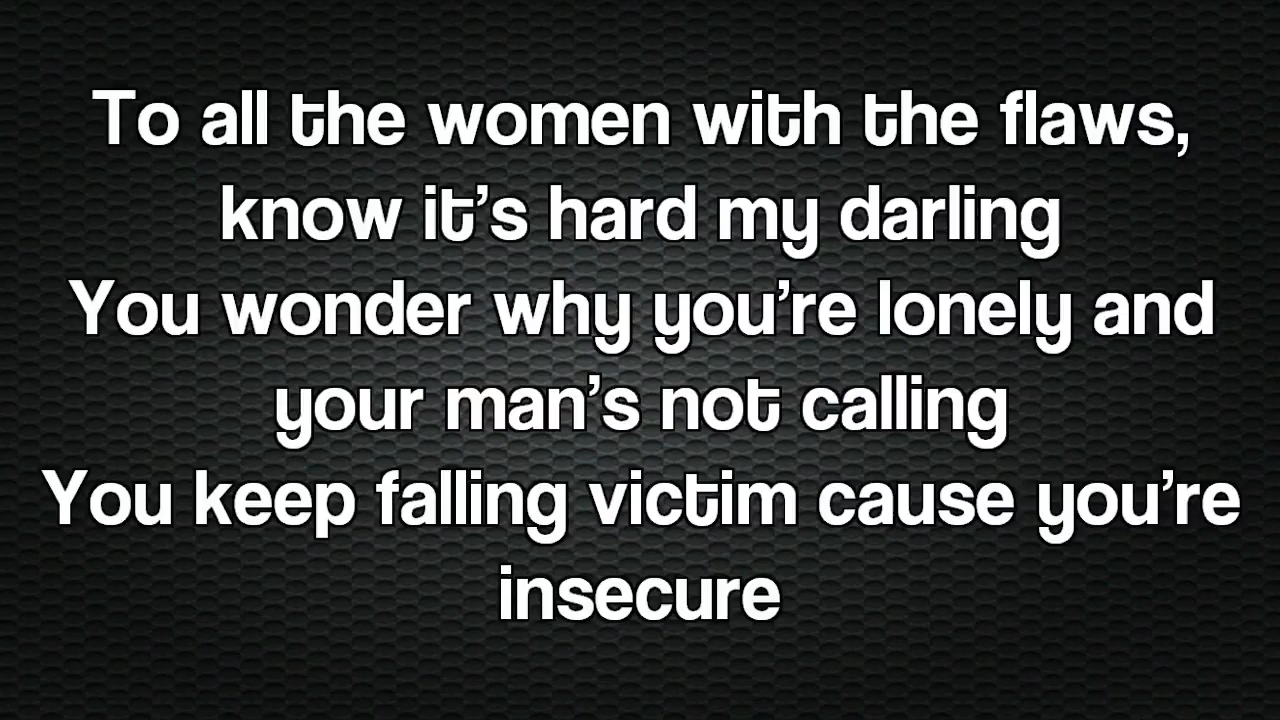 To all the women with the flaws,
know it's hard my darling
You wonder why you're lonely and
your man's not calling
You keep falling victim cause you're
insecure